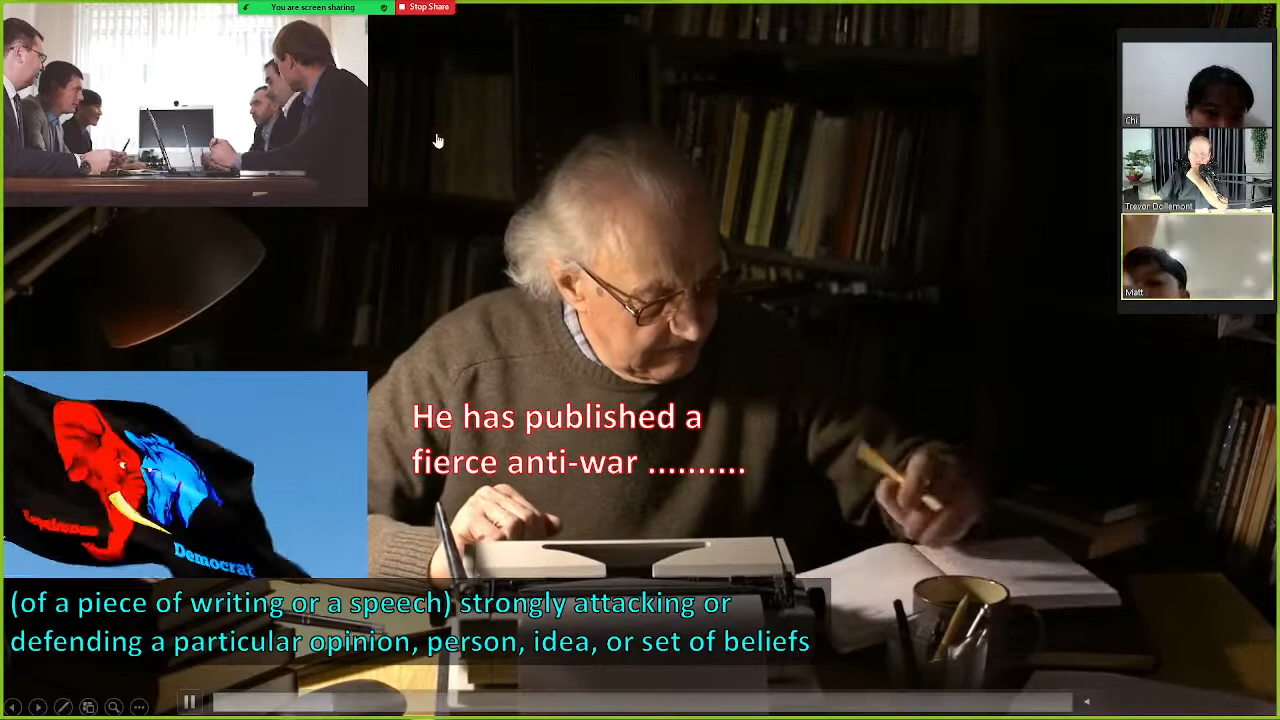 You are screen sharing
Stop Share
Chi
Trevor Dollemont
Matt
He has published a
fierce anti-war ..........
Democrat
(of a piece of writing or a speech) strongly attacking or
defending a particular opinion, person, idea, or set of beliefs